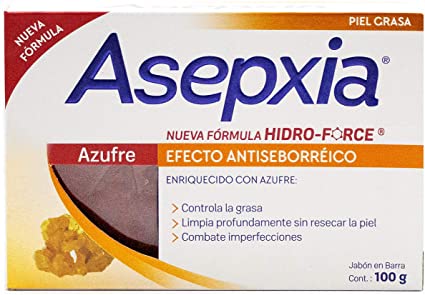 NUEVA
FÓRMULA
PIEL GRASA
Asepxia®
NUEVA FÓRMULA HIDRO-FORCE®
Azufre
EFECTO ANTISEBORRÉICO
ENRIQUECIDO CON AZUFRE:
> Controla la grasa
> Limpia profundamente sin resecar la piel
> Combate imperfecciones
Jabón en Barra
Cont.: 100 g